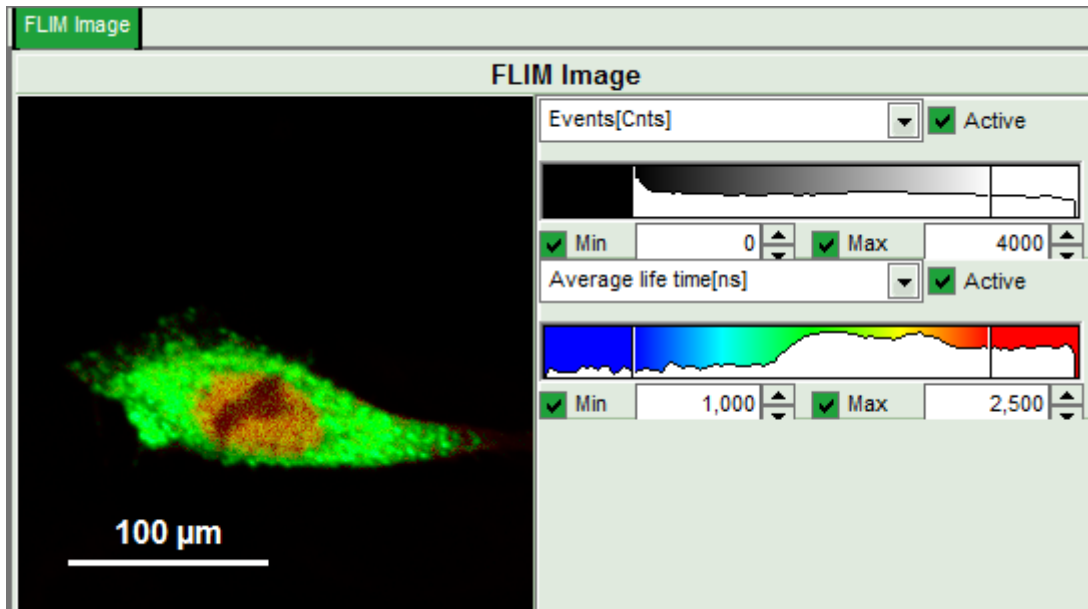 FLIM Image
FLIM Image
Events[Cnts]
Active
Min 0 Max 4000
Average life time[ns]
Active
Min 1,000 Max 2,500
100 µm